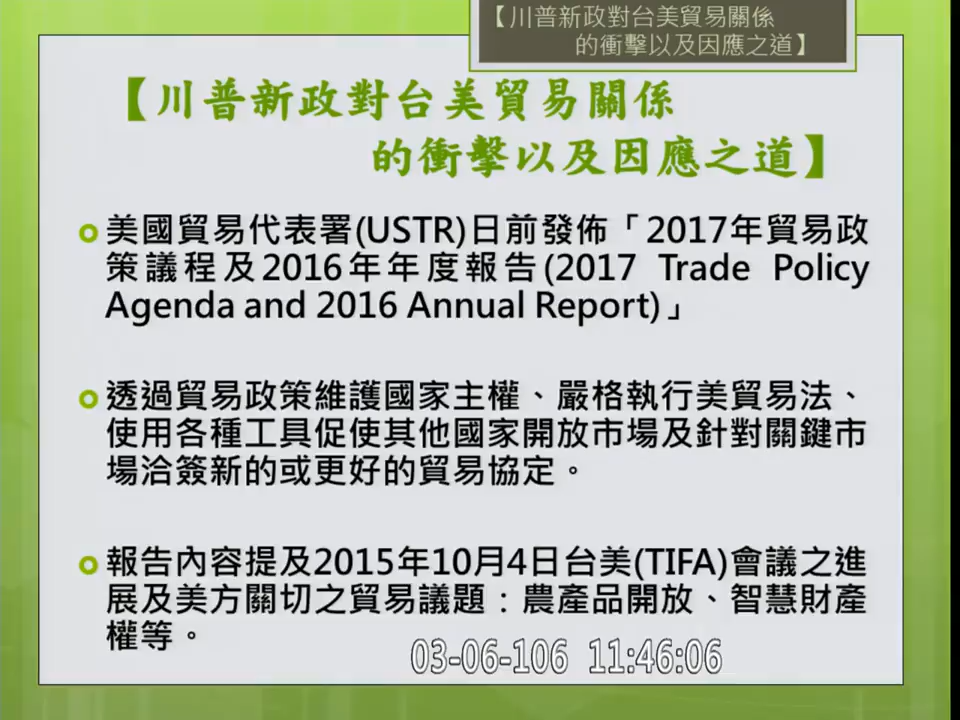 【川普新政對台美貿易關係
的衝擊以及因應之道】
【川普新政對台美貿易關係
的衝擊以及因應之道】
美國貿易代表署(USTR)日前發佈「2017年貿易政
策議程及2016年年度報告(2017 Trade Policy
Agenda and 2016 Annual Report)」
透過貿易政策維護國家主權、嚴格執行美貿易法、
使用各種工具促使其他國家開放市場及針對關鍵市
場洽簽新的或更好的貿易協定。
報告內容提及2015年10月4日台美(TIFA)會議之進
展及美方關切之貿易議題：農產品開放、智慧財產
權等。
03-06-106 11:46:06